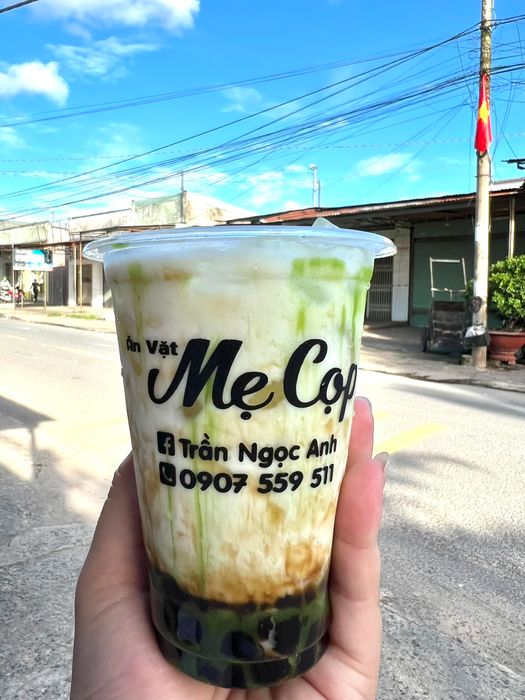 Ăn Vặt
Mẹ Cọp
Trần Ngọc Anh
0907 559 511